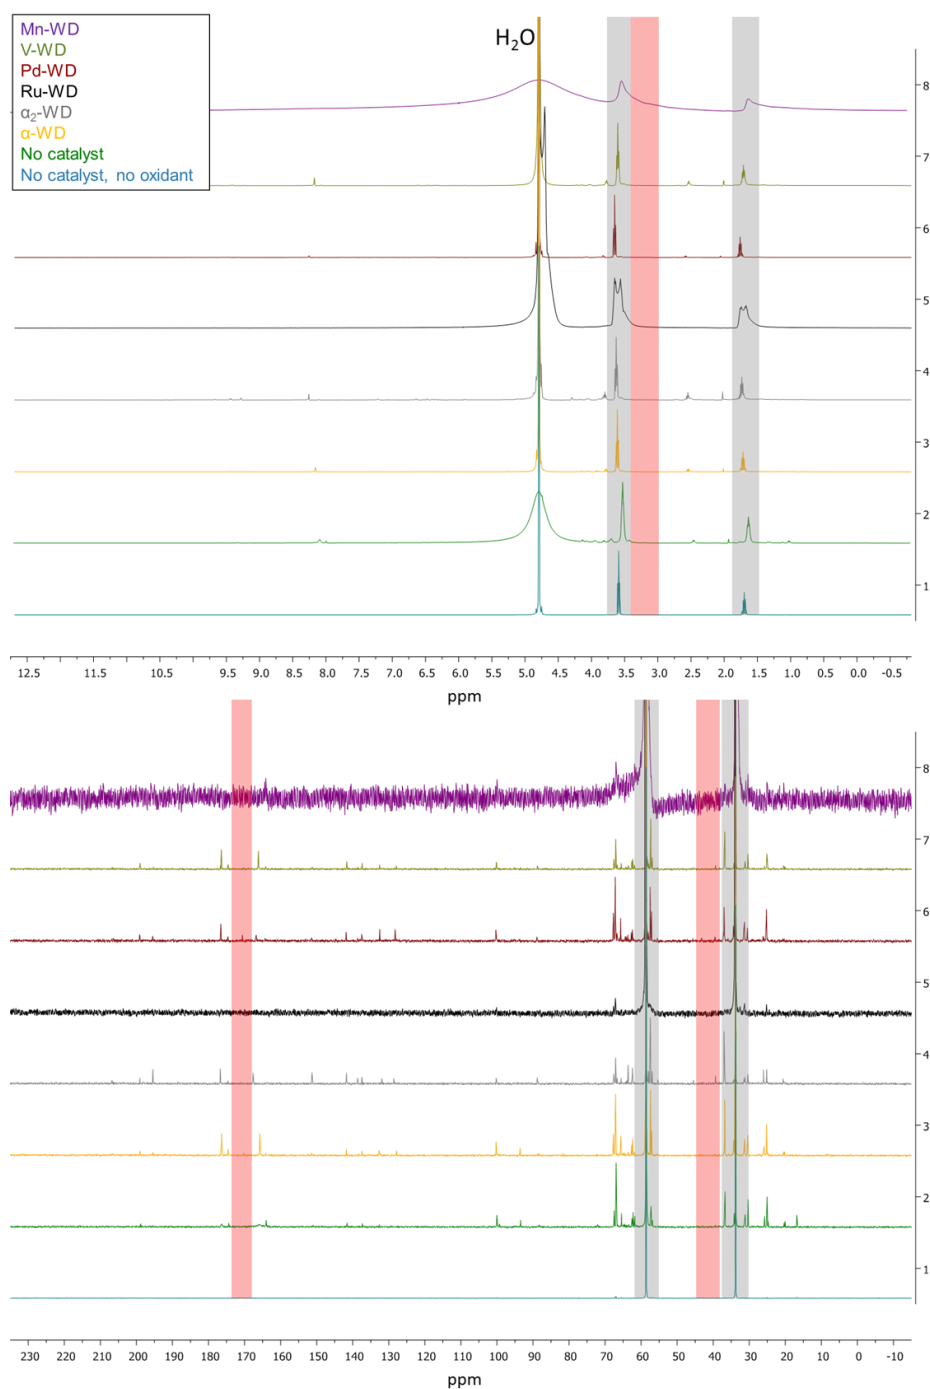 Mn-WD
V-WD
Pd-WD
Ru-WD
α₂-WD
α-WD
No catalyst
No catalyst, no oxidant
H₂O
8
7
6
5
4
3
2
1
12.5 11.5 10.5 9.5 9.0 8.5 8.0 7.5 7.0 6.5 6.0 5.5 5.0 4.5 4.0 3.5 3.0 2.5 2.0 1.5 1.0 0.5 0.0 -0.5
ppm
8
7
6
5
4
3
2
1
230 220 210 200 190 180 170 160 150 140 130 120 110 100 90 80 70 60 50 40 30 20 10 0 -10
ppm